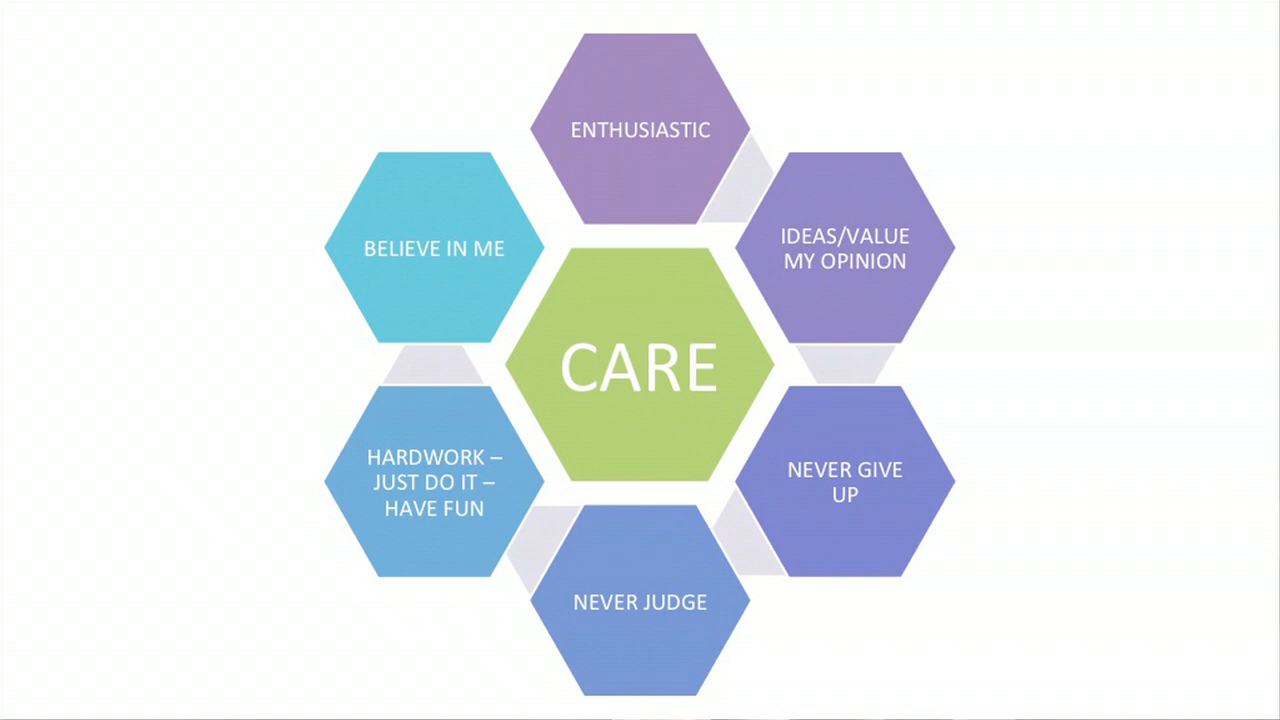 ENTHUSIASTIC
IDEAS/VALUE
MY OPINION
BELIEVE IN ME
CARE
HARDWORK –
JUST DO IT –
HAVE FUN
NEVER GIVE
UP
NEVER JUDGE